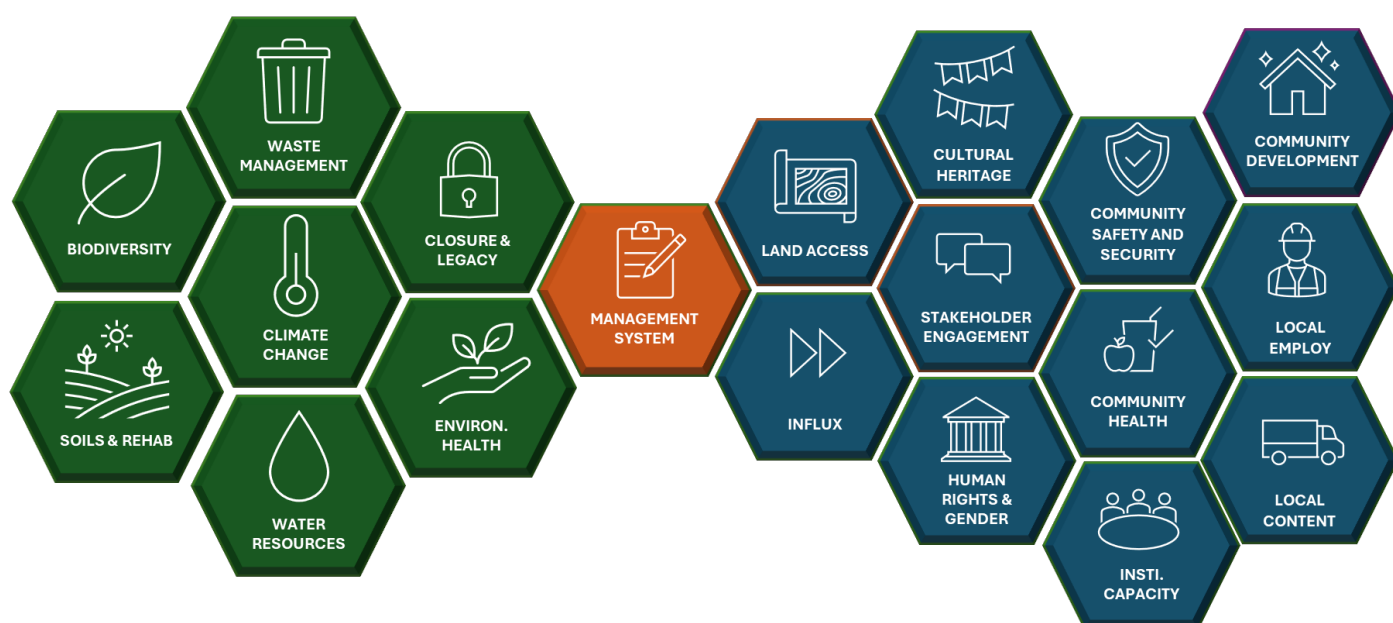 WASTE
MANAGEMENT
BIODIVERSITY
CLOSURE &
LEGACY
CLIMATE
CHANGE
SOILS & REHAB
ENVIRON.
HEALTH
WATER
RESOURCES
MANAGEMENT
SYSTEM
LAND ACCESS
INFLUX
CULTURAL
HERITAGE
STAKEHOLDER
ENGAGEMENT
HUMAN
RIGHTS &
GENDER
COMMUNITY
SAFETY AND
SECURITY
COMMUNITY
HEALTH
INSTI.
CAPACITY
COMMUNITY
DEVELOPMENT
LOCAL
EMPLOY
LOCAL
CONTENT